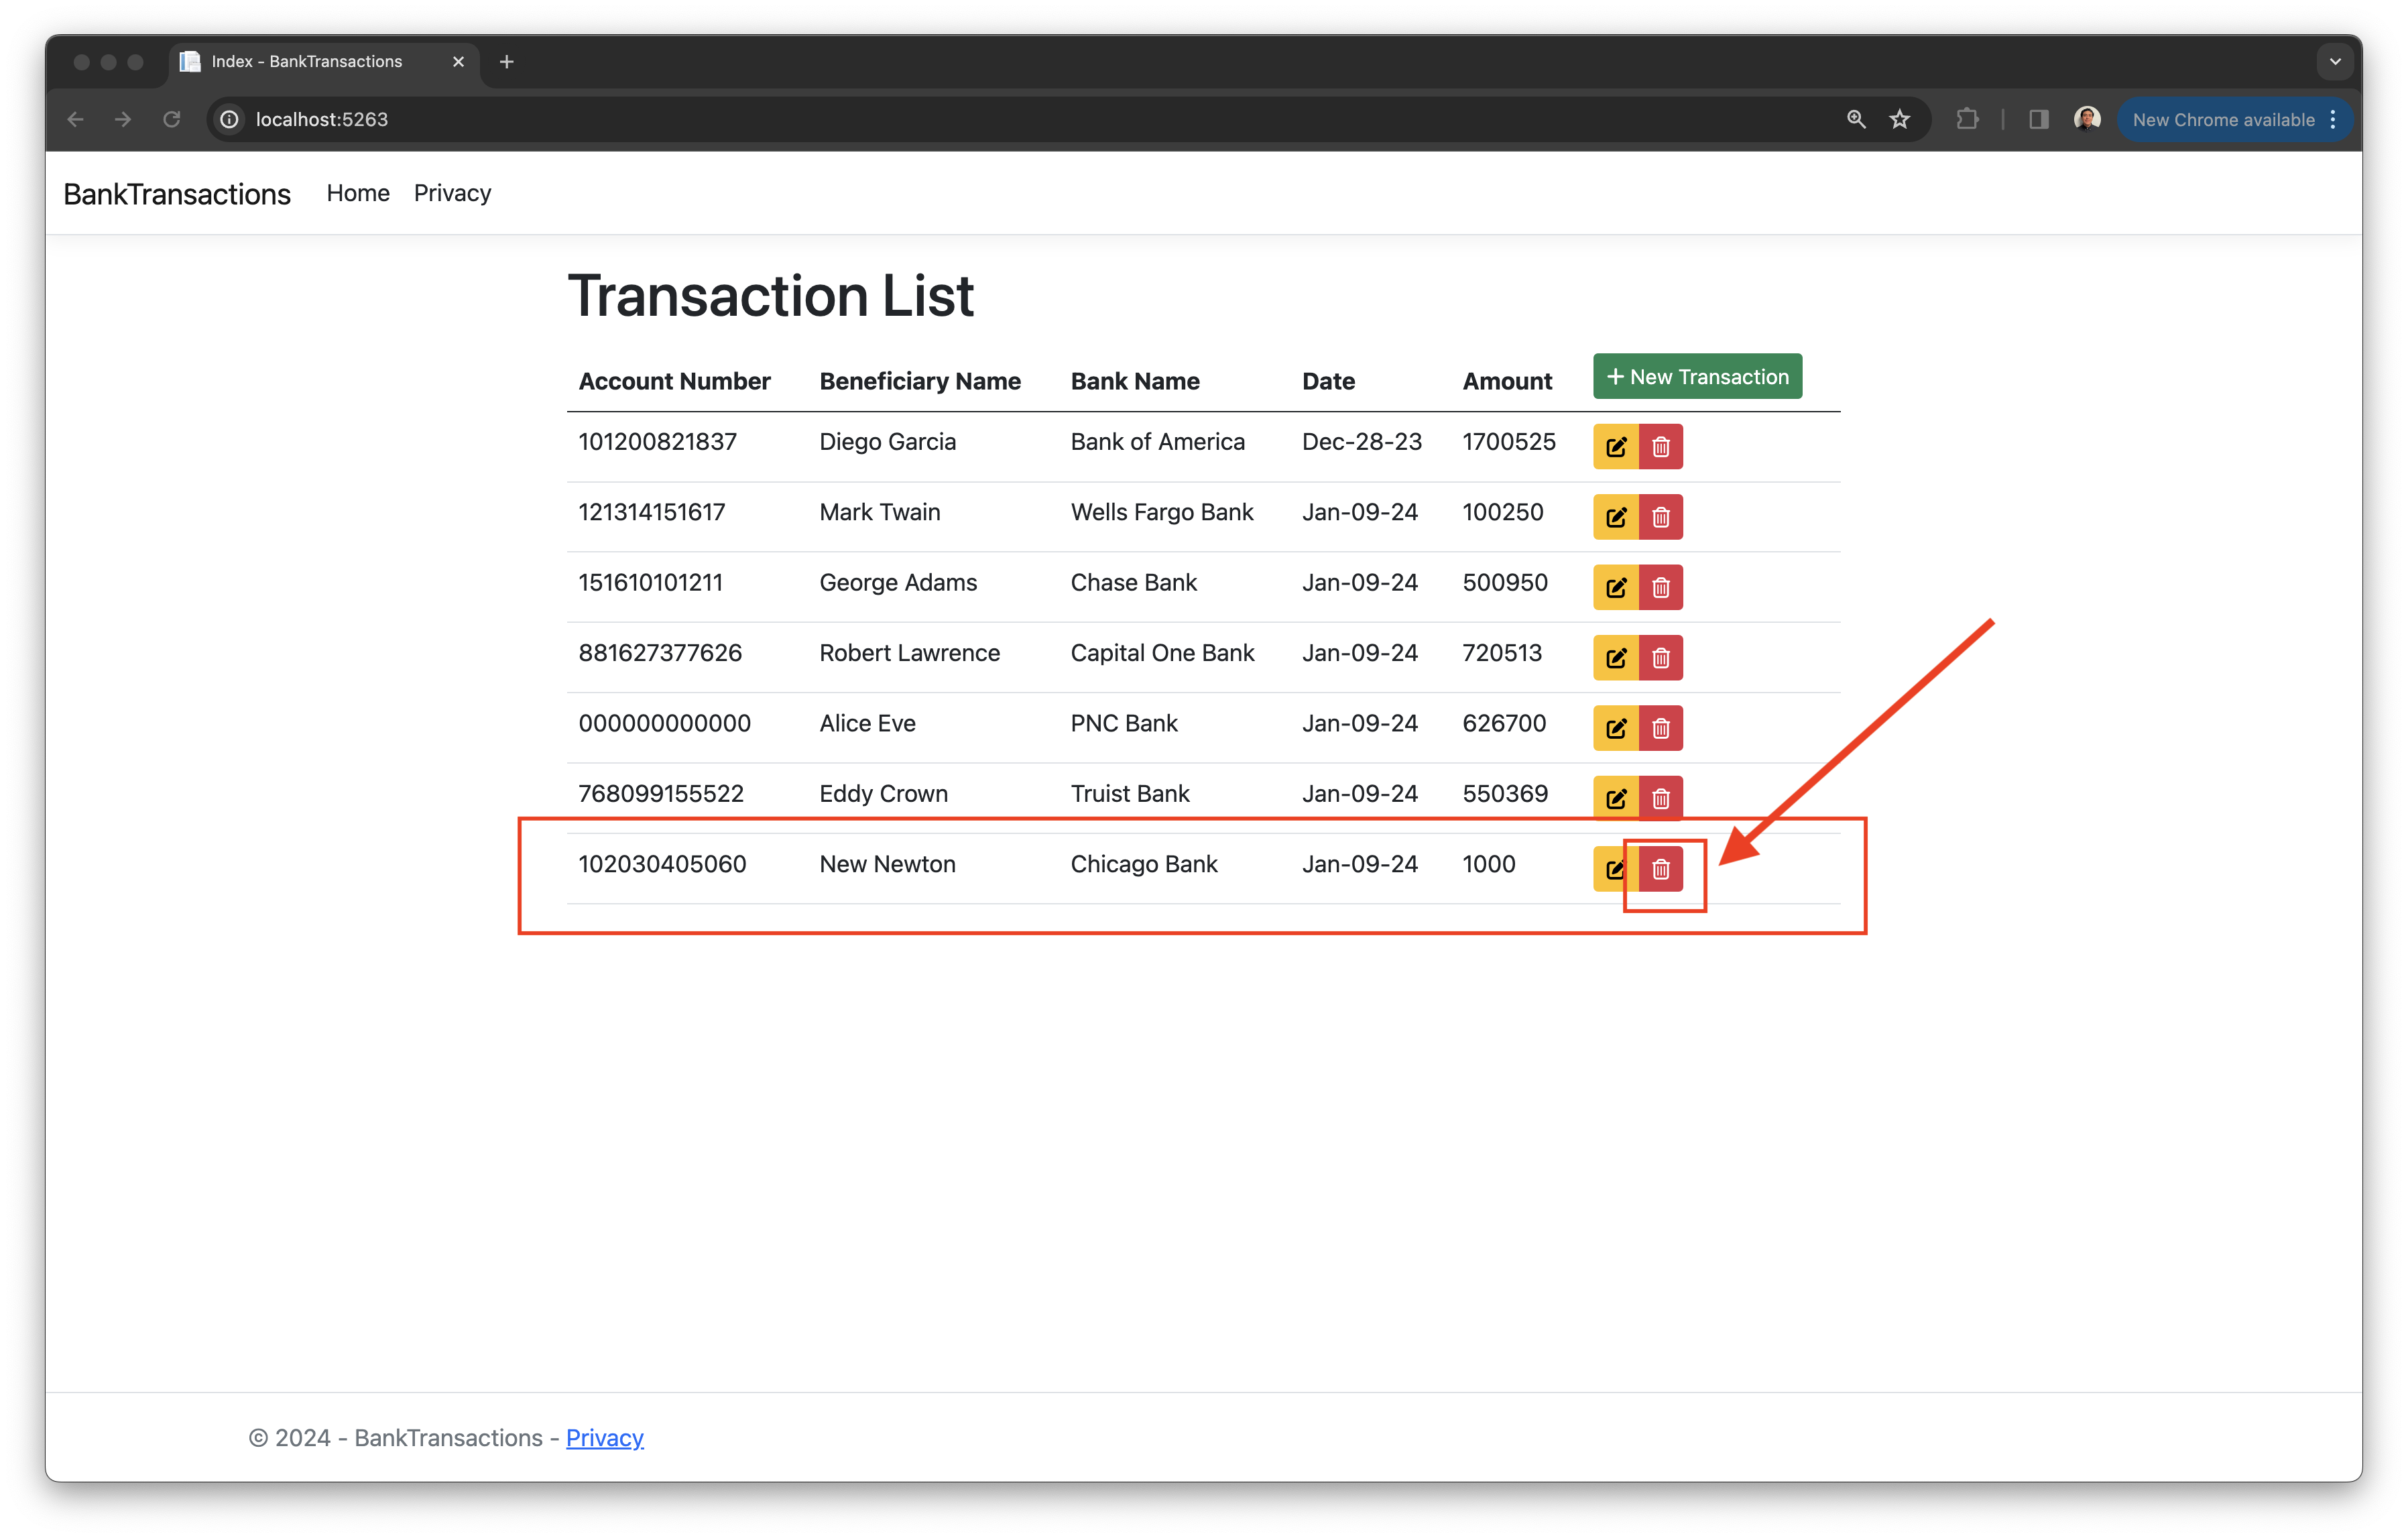 Index - BankTransactions
localhost:5263
New Chrome available
BankTransactions Home Privacy
Transaction List
Account Number Beneficiary Name Bank Name Date Amount + New Transaction
101200821837 Diego Garcia Bank of America Dec-28-23 1700525
121314151617 Mark Twain Wells Fargo Bank Jan-09-24 100250
151610101211 George Adams Chase Bank Jan-09-24 500950
881627377626 Robert Lawrence Capital One Bank Jan-09-24 720513
000000000000 Alice Eve PNC Bank Jan-09-24 626700
768099155522 Eddy Crown Truist Bank Jan-09-24 550369
102030405060 New Newton Chicago Bank Jan-09-24 1000
© 2024 - BankTransactions - Privacy